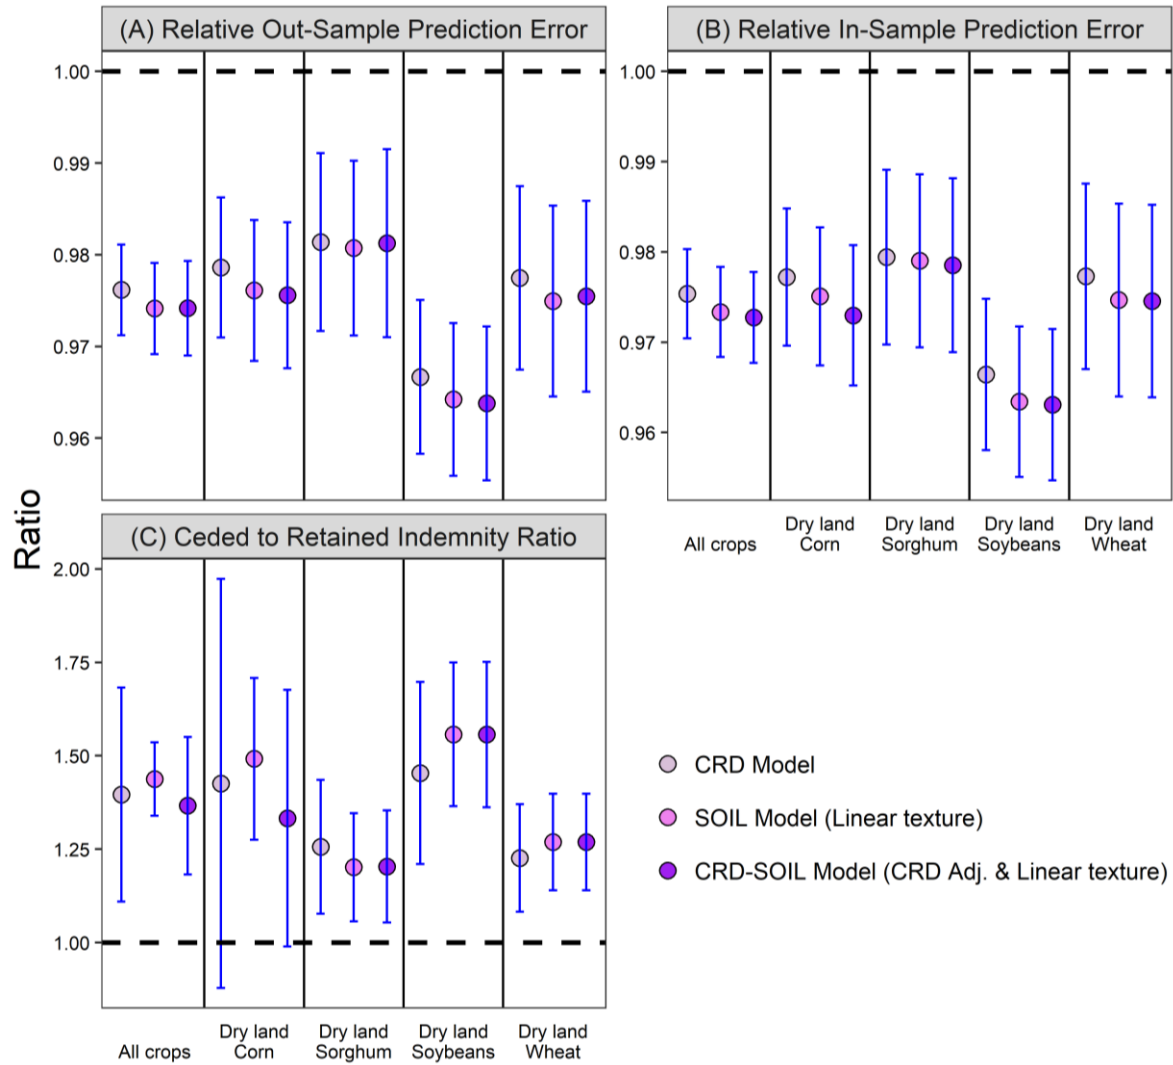 (A) Relative Out-Sample Prediction Error
1.00
0.99
0.98
0.97
0.96
(B) Relative In-Sample Prediction Error
1.00
0.99
0.98
0.97
0.96
All crops
Dry land
Corn
Dry land
Sorghum
Dry land
Soybeans
Dry land
Wheat
Ratio
(C) Ceded to Retained Indemnity Ratio
2.00
1.75
1.50
1.25
1.00
All crops
Dry land
Corn
Dry land
Sorghum
Dry land
Soybeans
Dry land
Wheat
CRD Model
SOIL Model (Linear texture)
CRD-SOIL Model (CRD Adj. & Linear texture)